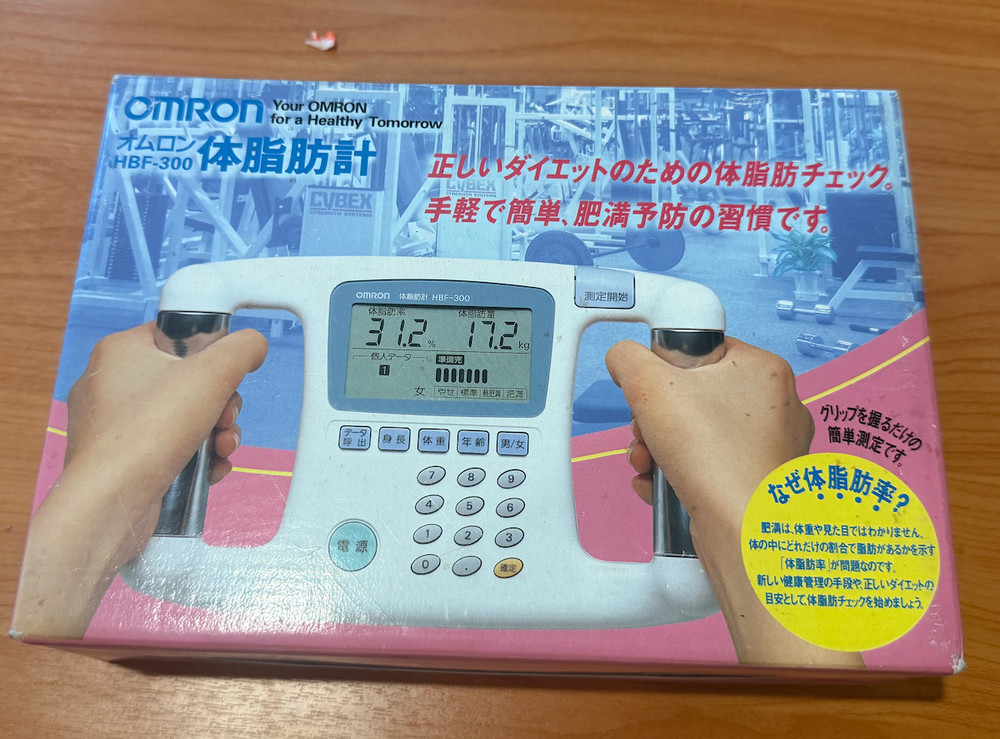 OMRON
Your OMRON
for a Healthy Tomorrow
オムロン
HBF-300
体脂肪計
正しいダイエットのための体脂肪チェック。
手軽で簡単、肥満予防の習慣です。
CYBEX
STRENGTH SYSTEMS
CYBEX
STRENGTH SYSTEMS
OMRON 体脂肪計 HBF-300
測定開始
体脂肪率 体脂肪量
31.2% 17.2kg
個人データ 準備完
1
女 やせ 標準 軽肥満 肥満
データ呼出 身長 体重 年齢 男/女
7 8 9
4 5 6
1 2 3
0 . 確定
電源
グリップを握るだけの
簡単測定です。
なぜ体脂肪率?
肥満は、体重や見た目ではわかりません。
体の中にどれだけの割合で脂肪があるかを示す
「体脂肪率」が問題なのです。
新しい健康管理の手段や、正しいダイエットの
目安として、体脂肪チェックを始めましょう。